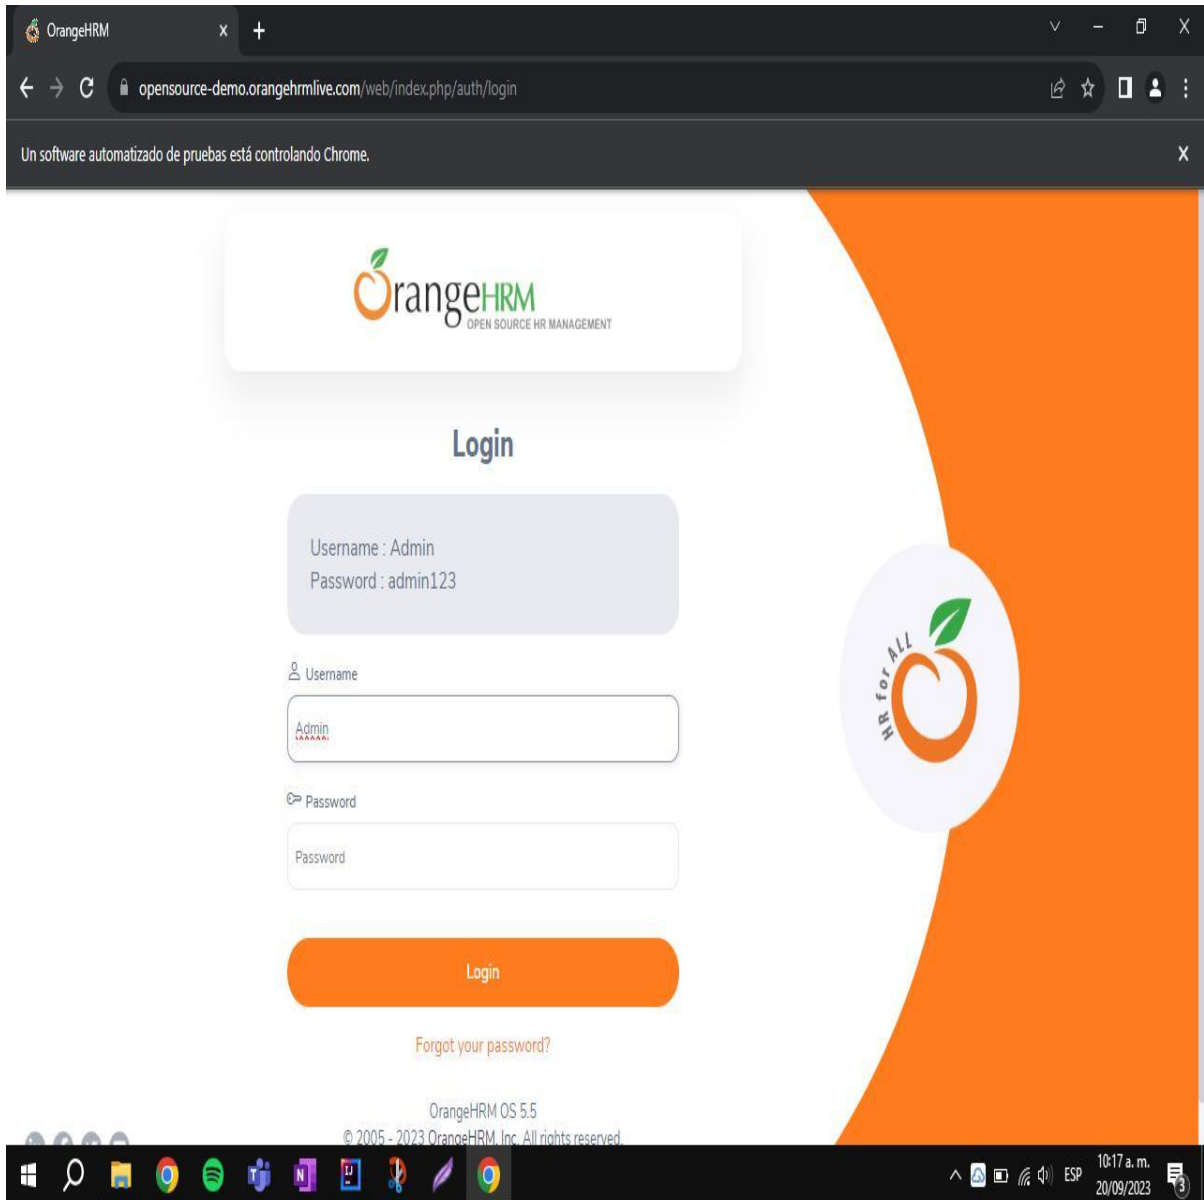 OrangeHRM
opensource-demo.orangehrmlive.com/web/index.php/auth/login
Un software automatizado de pruebas está controlando Chrome.
OrangeHRM
OPEN SOURCE HR MANAGEMENT
Login
Username : Admin
Password : admin123
Username
Admin
Password
Password
Login
Forgot your password?
OrangeHRM OS 5.5
© 2005 - 2023 OrangeHRM, Inc. All rights reserved.
HR for ALL
ESP
10:17 a. m.
20/09/2023
3